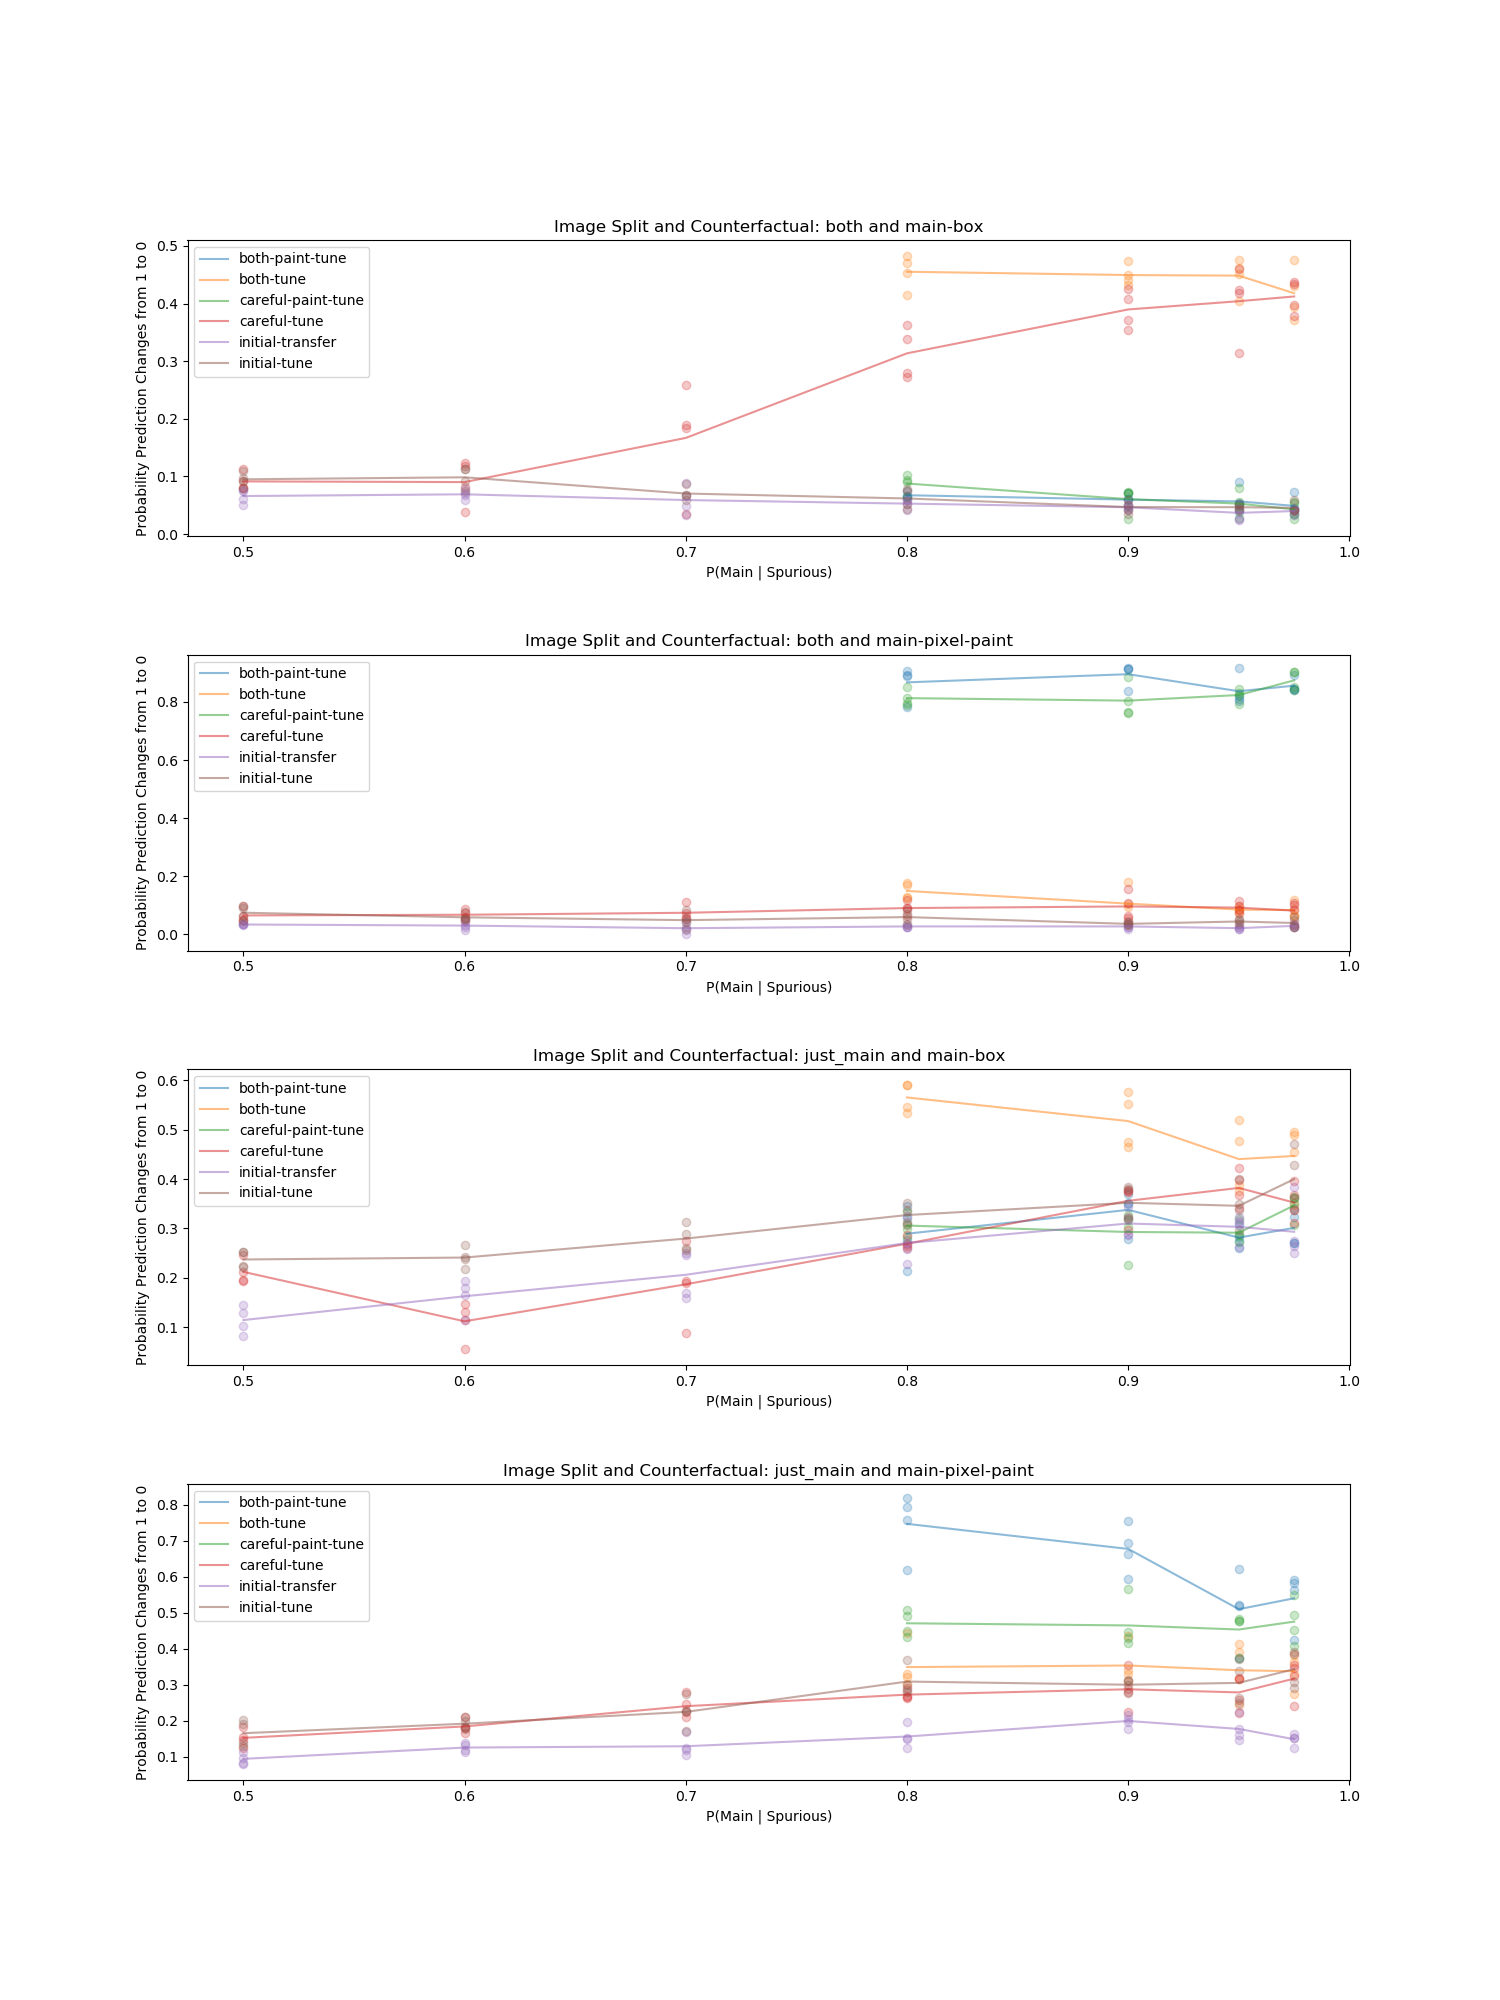 Image Split and Counterfactual: both and main-box
Probability Prediction Changes from 1 to 0
0.5
0.4
0.3
0.2
0.1
0.0
both-paint-tune
both-tune
careful-paint-tune
careful-tune
initial-transfer
initial-tune
0.5 0.6 0.7 0.8 0.9 1.0
P(Main | Spurious)
Image Split and Counterfactual: both and main-pixel-paint
Probability Prediction Changes from 1 to 0
0.8
0.6
0.4
0.2
0.0
both-paint-tune
both-tune
careful-paint-tune
careful-tune
initial-transfer
initial-tune
0.5 0.6 0.7 0.8 0.9 1.0
P(Main | Spurious)
Image Split and Counterfactual: just_main and main-box
Probability Prediction Changes from 1 to 0
0.6
0.5
0.4
0.3
0.2
0.1
both-paint-tune
both-tune
careful-paint-tune
careful-tune
initial-transfer
initial-tune
0.5 0.6 0.7 0.8 0.9 1.0
P(Main | Spurious)
Image Split and Counterfactual: just_main and main-pixel-paint
Probability Prediction Changes from 1 to 0
0.8
0.7
0.6
0.5
0.4
0.3
0.2
0.1
both-paint-tune
both-tune
careful-paint-tune
careful-tune
initial-transfer
initial-tune
0.5 0.6 0.7 0.8 0.9 1.0
P(Main | Spurious)